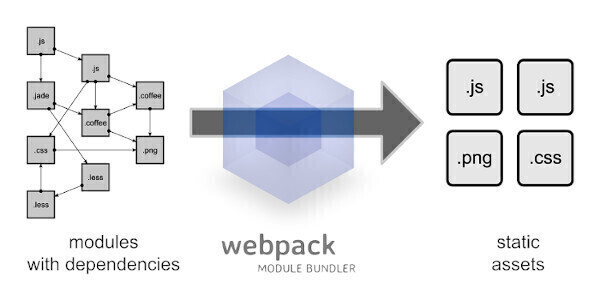 .js
.js
.jade
.coffee
.coffee
.css
.png
.less
.less
modules
with dependencies
webpack
MODULE BUNDLER
.js
.js
.png
.css
static
assets